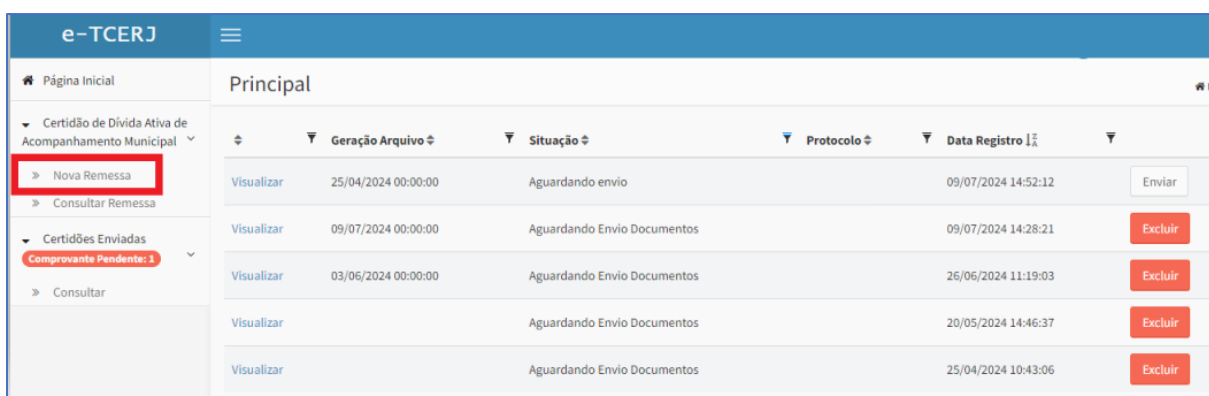 e-TCERJ
Página Inicial
Certidão de Dívida Ativa de
Acompanhamento Municipal
Nova Remessa
Consultar Remessa
Certidões Enviadas
Comprovante Pendente: 1
Consultar
Principal
Geração Arquivo Situação Protocolo Data Registro
Visualizar 25/04/2024 00:00:00 Aguardando envio 09/07/2024 14:52:12 Enviar
Visualizar 09/07/2024 00:00:00 Aguardando Envio Documentos 09/07/2024 14:28:21 Excluir
Visualizar 03/06/2024 00:00:00 Aguardando Envio Documentos 26/06/2024 11:19:03 Excluir
Visualizar Aguardando Envio Documentos 20/05/2024 14:46:37 Excluir
Visualizar Aguardando Envio Documentos 25/04/2024 10:43:06 Excluir